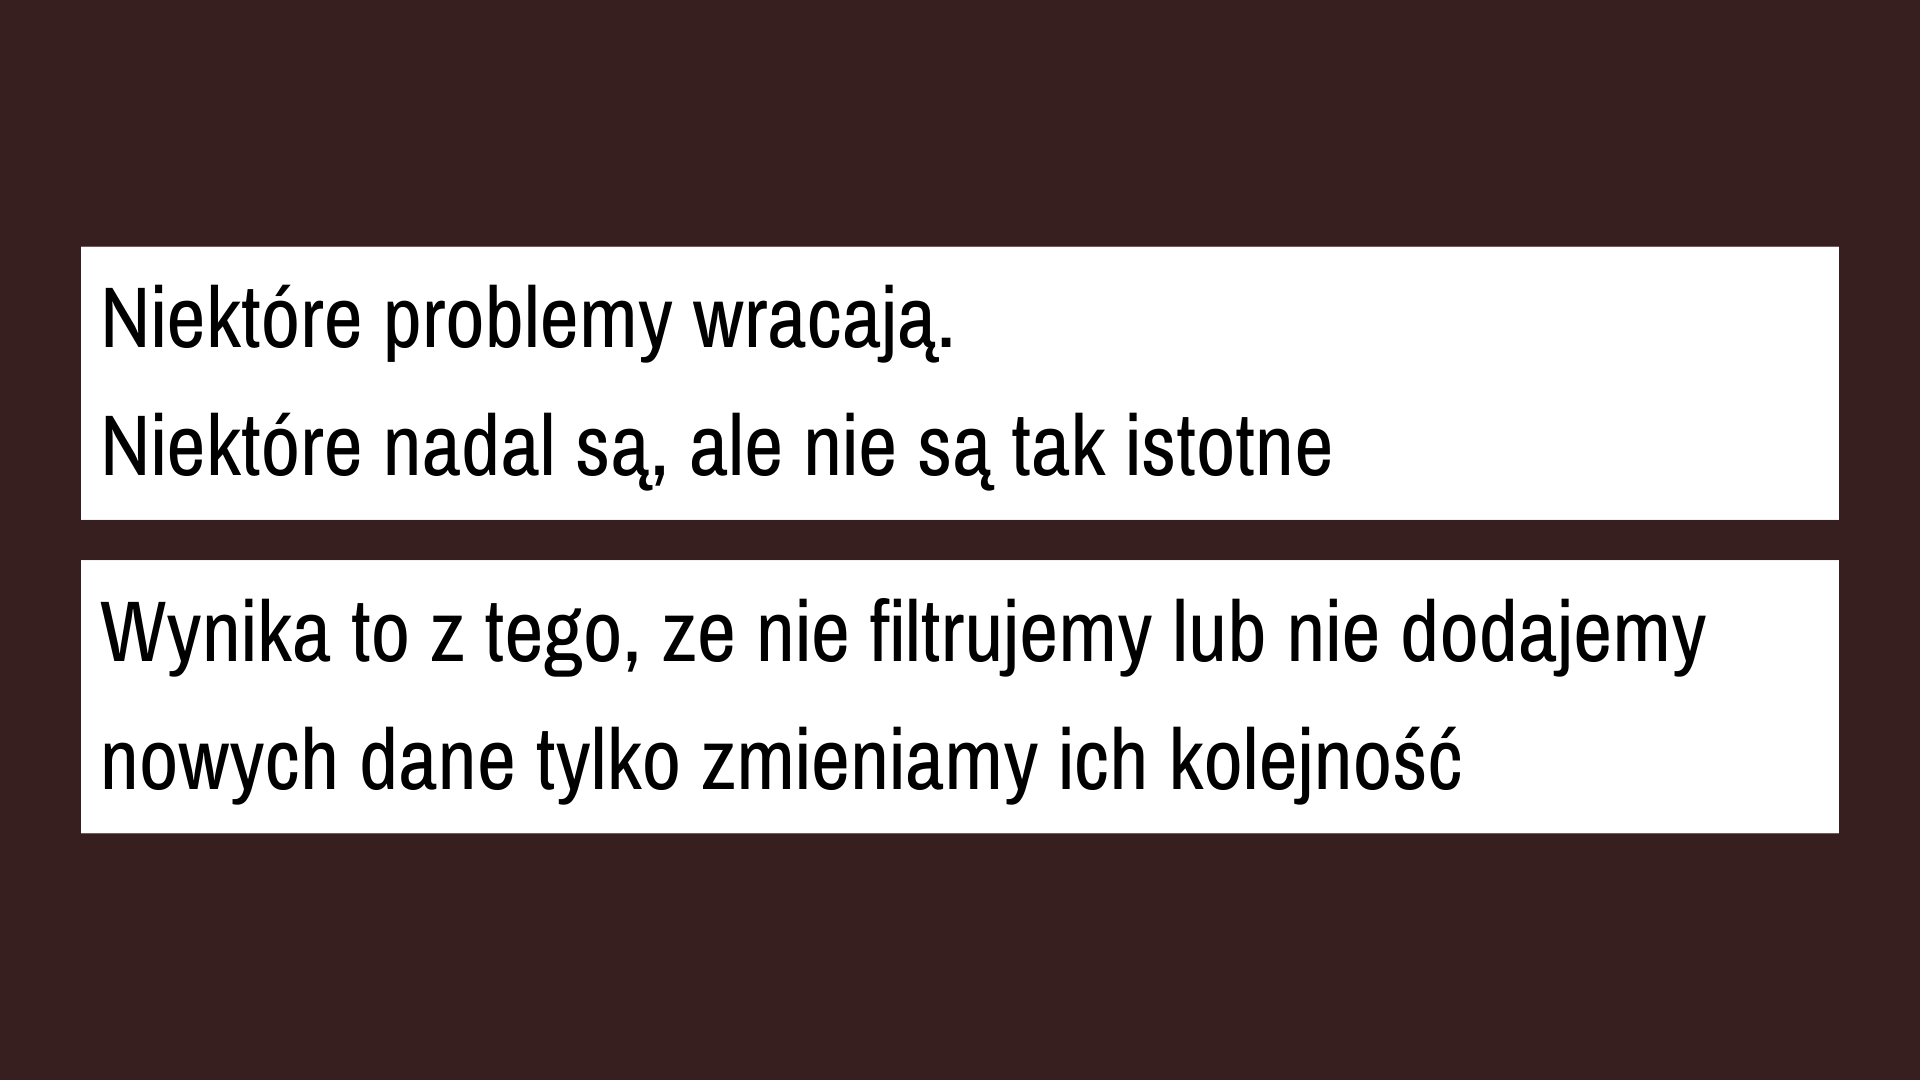 Niektóre problemy wracają.
Niektóre nadal są, ale nie są tak istotne
Wynika to z tego, ze nie filtrujemy lub nie dodajemy
nowych dane tylko zmieniamy ich kolejność